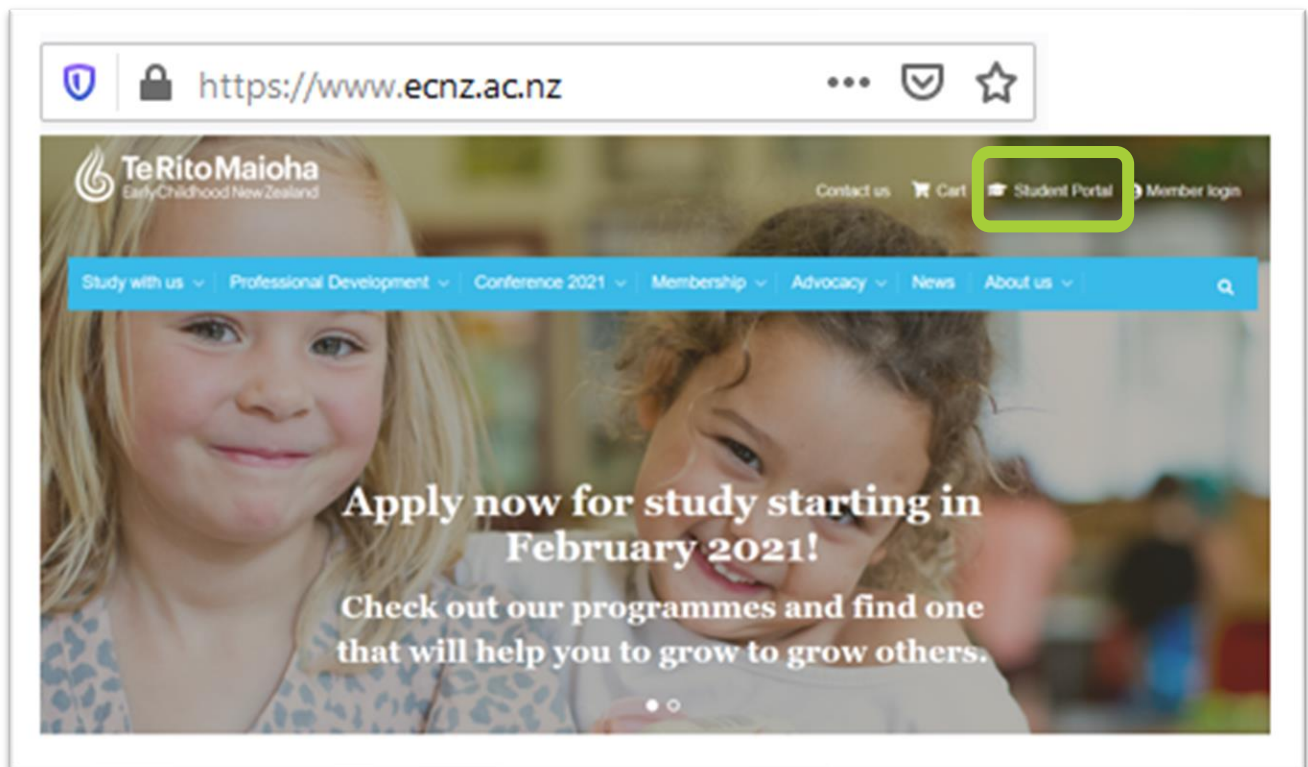 https://www.ecnz.ac.nz
Te Rito Maioha
Early Childhood New Zealand
Contact us Cart Student Portal Member login
Study with us Professional Development Conference 2021 Membership Advocacy News About us
Apply now for study starting in
February 2021!
Check out our programmes and find one
that will help you to grow to grow others.